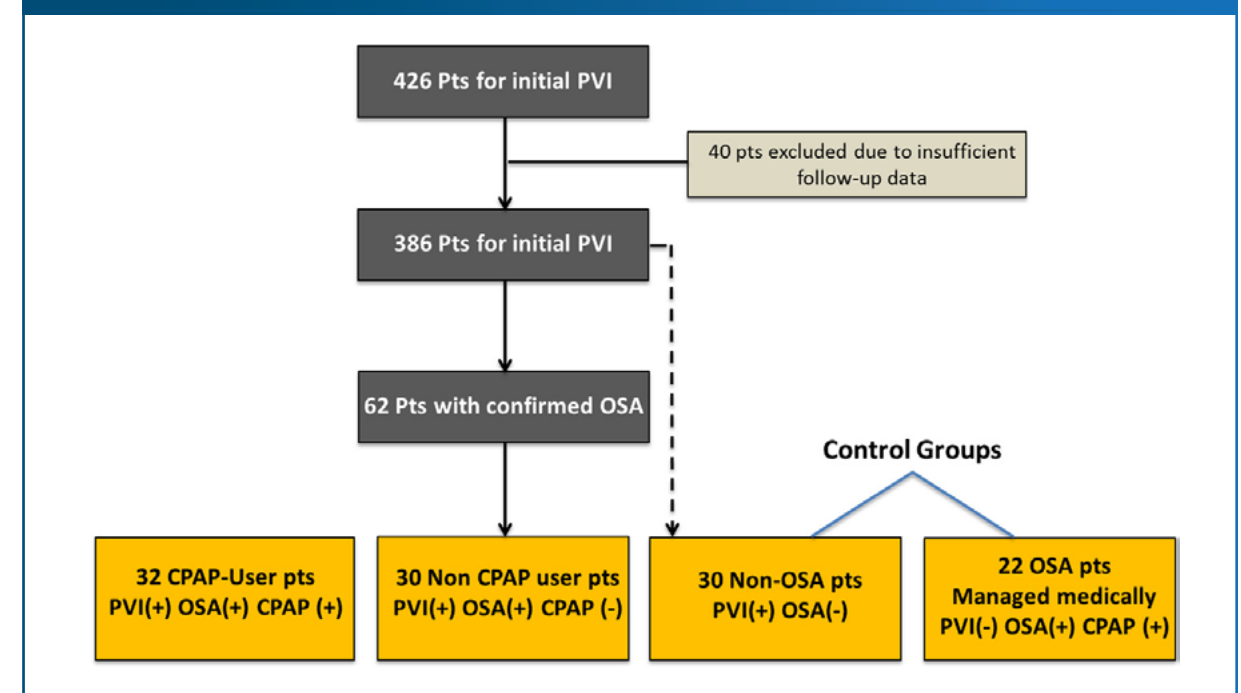 426 Pts for initial PVI
40 pts excluded due to insufficient
follow-up data
386 Pts for initial PVI
62 Pts with confirmed OSA
Control Groups
32 CPAP-User pts
PVI(+) OSA(+) CPAP (+)
30 Non CPAP user pts
PVI(+) OSA(+) CPAP (-)
30 Non-OSA pts
PVI(+) OSA(-)
22 OSA pts
Managed medically
PVI(-) OSA(+) CPAP (+)